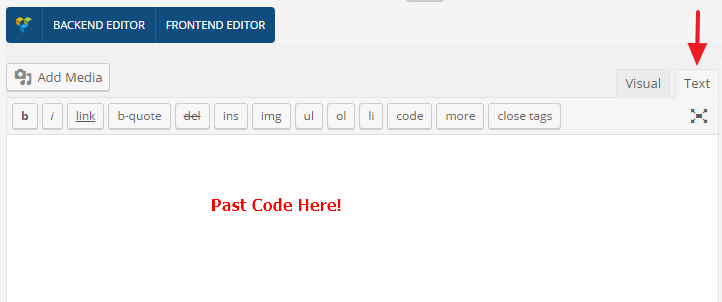 BACKEND EDITOR FRONTEND EDITOR
Add Media Visual Text
b i link b-quote del ins img ul ol li code more close tags
Past Code Here!